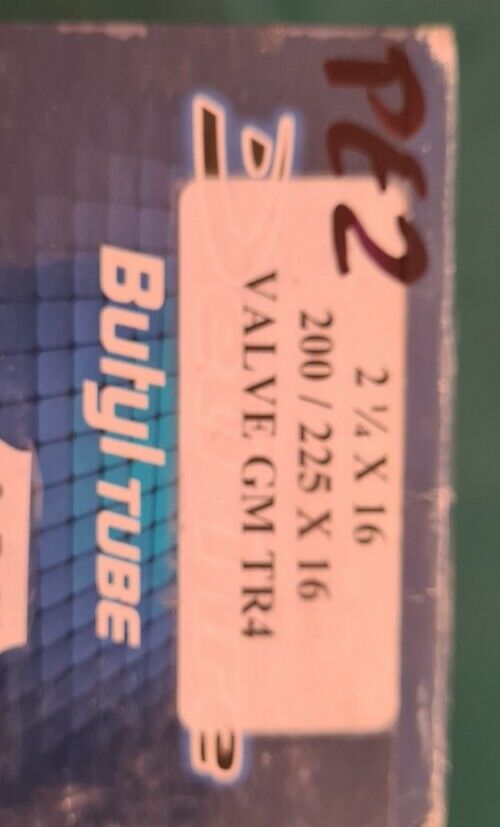 PE2
2 ¼ X 16
200 / 225 X 16
VALVE GM TR4
Butyl TUBE